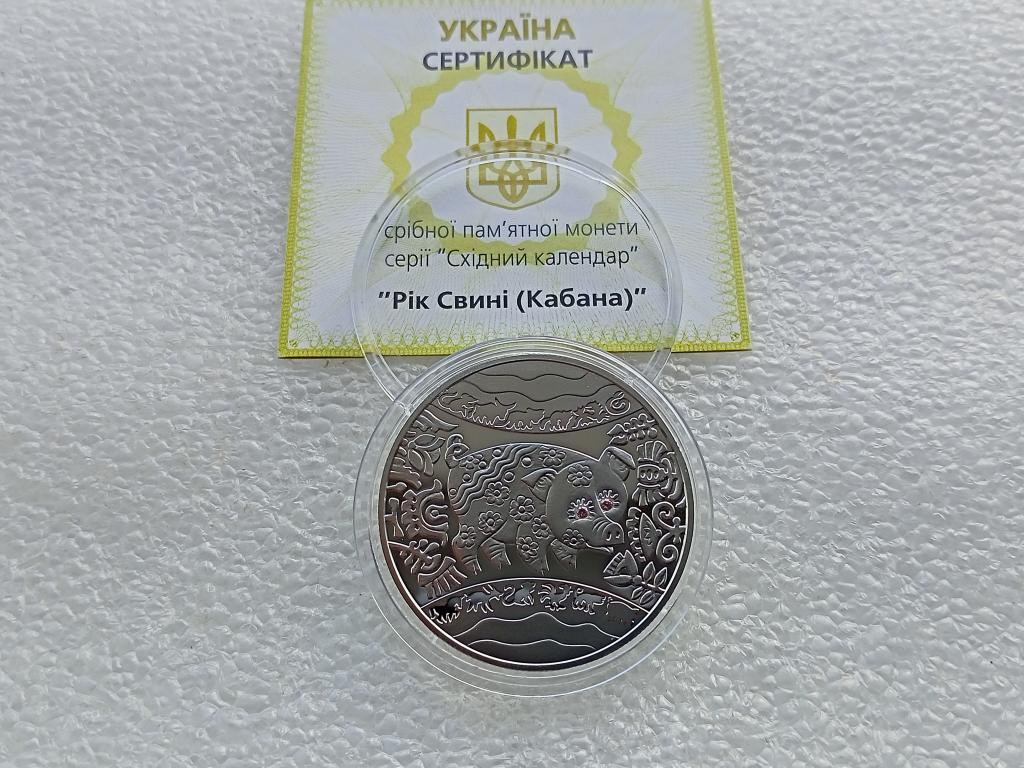 УКРАЇНА
СЕРТИФІКАТ
срібної пам'ятної монети
серії "Східний календар"
"Рік Свині (Кабана)"